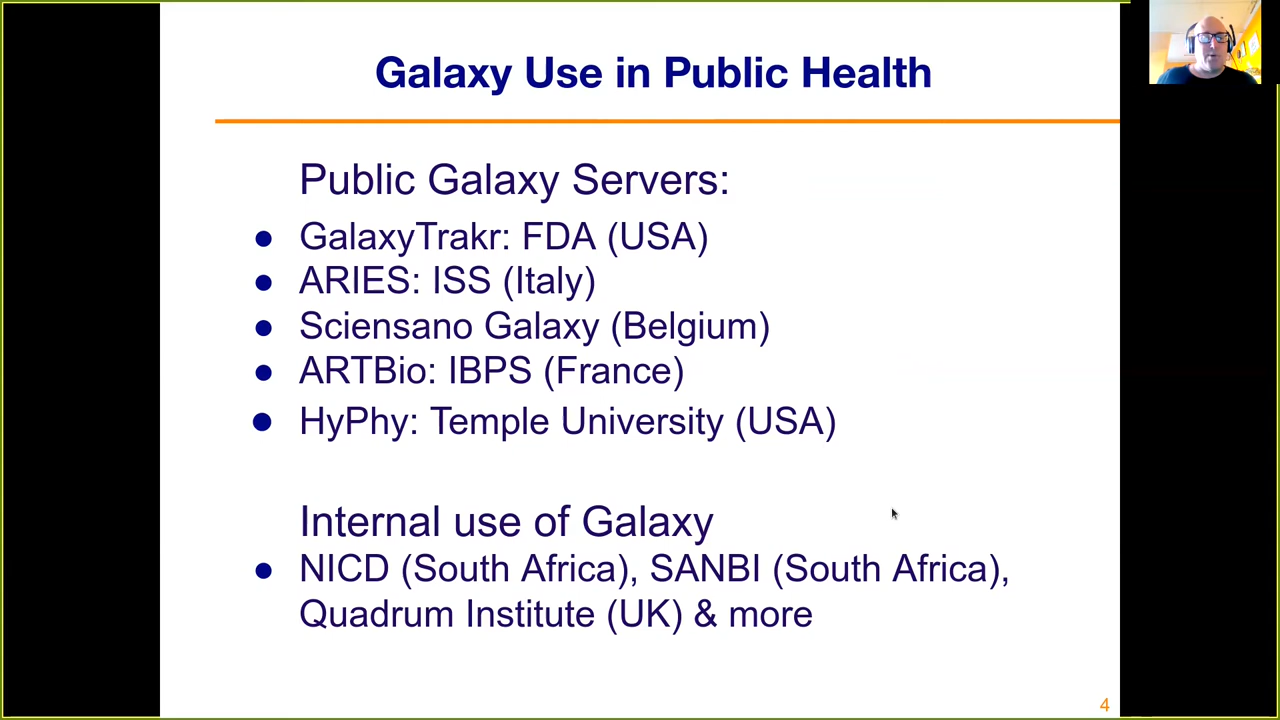 Galaxy Use in Public Health
Public Galaxy Servers:
● GalaxyTrakr: FDA (USA)
● ARIES: ISS (Italy)
● Sciensano Galaxy (Belgium)
● ARTBio: IBPS (France)
● HyPhy: Temple University (USA)
Internal use of Galaxy
● NICD (South Africa), SANBI (South Africa),
Quadrum Institute (UK) & more
4